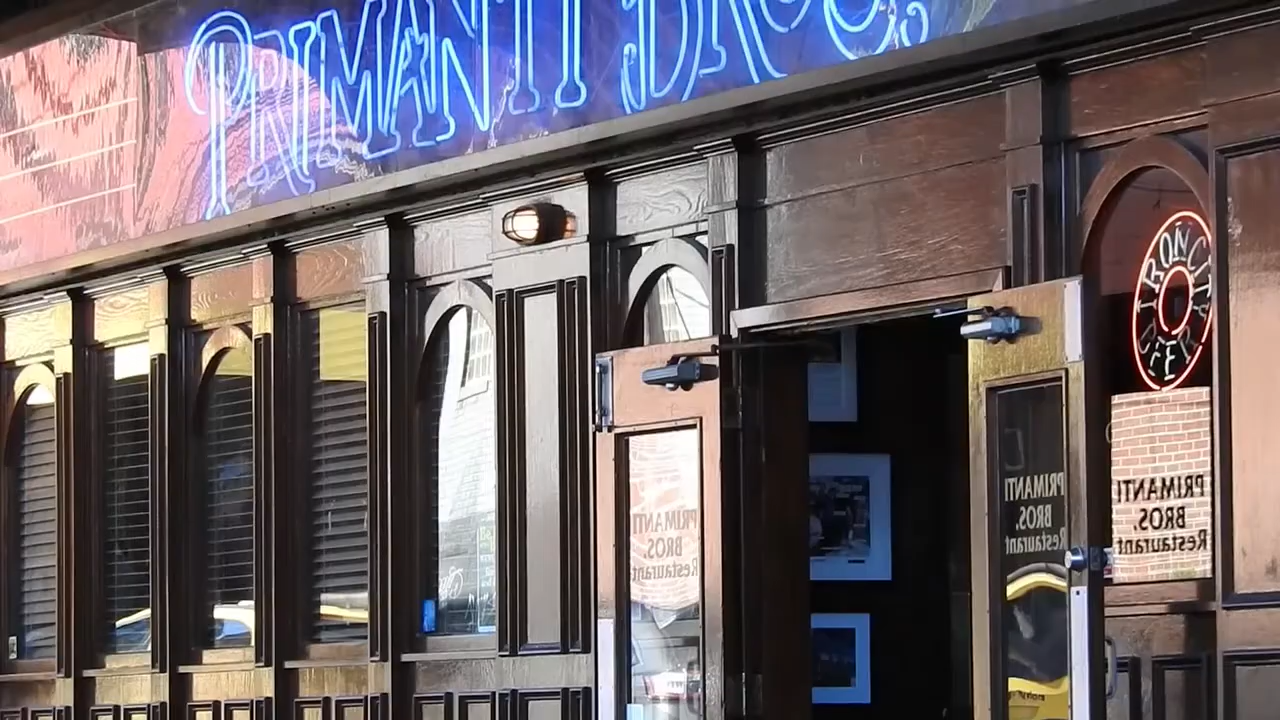 PRIMANTI BROS.
IRON CITY
BEER
PRIMANTI
BROS.
Restaurant
PRIMANTI
BROS.
Restaurant
PRIMANTI
BROS.
Restaurant